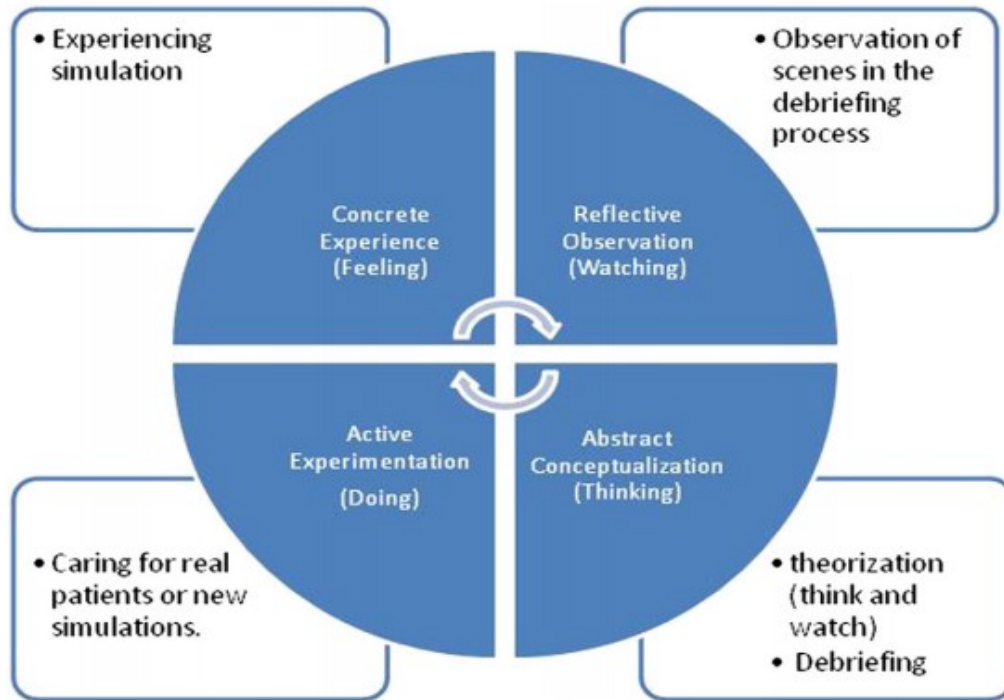 • Experiencing
simulation
• Observation of
scenes in the
debriefing
process
Concrete
Experience
(Feeling)
Reflective
Observation
(Watching)
Active
Experimentation
(Doing)
Abstract
Conceptualization
(Thinking)
• Caring for real
patients or new
simulations.
• theorization
(think and
watch)
• Debriefing